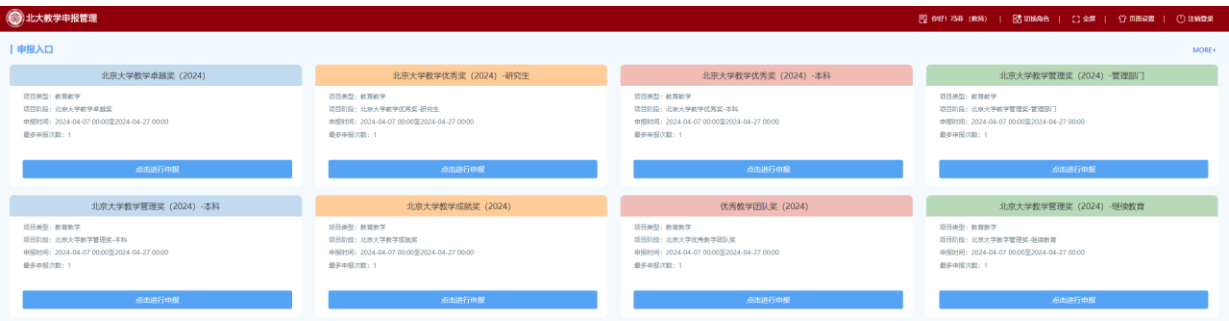 北大教学申报管理
你好! 冯菲 (教师) | 切换角色 | 全屏 | 页面设置 | 注销登录
申报入口
MORE+
北京大学教学卓越奖 (2024)
项目类型: 教育教学
项目阶段: 北京大学教学卓越奖
申报时间: 2024-04-07 00:00至2024-04-27 00:00
最多申报次数: 1
点击进行申报
北京大学教学优秀奖 (2024) -研究生
项目类型: 教育教学
项目阶段: 北京大学教学优秀奖-研究生
申报时间: 2024-04-07 00:00至2024-04-27 00:00
最多申报次数: 1
点击进行申报
北京大学教学优秀奖 (2024) -本科
项目类型: 教育教学
项目阶段: 北京大学教学优秀奖-本科
申报时间: 2024-04-07 00:00至2024-04-27 00:00
最多申报次数: 1
点击进行申报
北京大学教学管理奖 (2024) -管理部门
项目类型: 教育教学
项目阶段: 北京大学教学管理奖-管理部门
申报时间: 2024-04-07 00:00至2024-04-27 00:00
最多申报次数: 1
点击进行申报
北京大学教学管理奖 (2024) -本科
项目类型: 教育教学
项目阶段: 北京大学教学管理奖-本科
申报时间: 2024-04-07 00:00至2024-04-27 00:00
最多申报次数: 1
点击进行申报
北京大学教学成就奖 (2024)
项目类型: 教育教学
项目阶段: 北京大学教学成就奖
申报时间: 2024-04-07 00:00至2024-04-27 00:00
最多申报次数: 1
点击进行申报
优秀教学团队奖 (2024)
项目类型: 教育教学
项目阶段: 北京大学优秀教学团队奖
申报时间: 2024-04-07 00:00至2024-04-27 00:00
最多申报次数: 1
点击进行申报
北京大学教学管理奖 (2024) -继续教育
项目类型: 教育教学
项目阶段: 北京大学教学管理奖-继续教育
申报时间: 2024-04-07 00:00至2024-04-27 00:00
最多申报次数: 1
点击进行申报